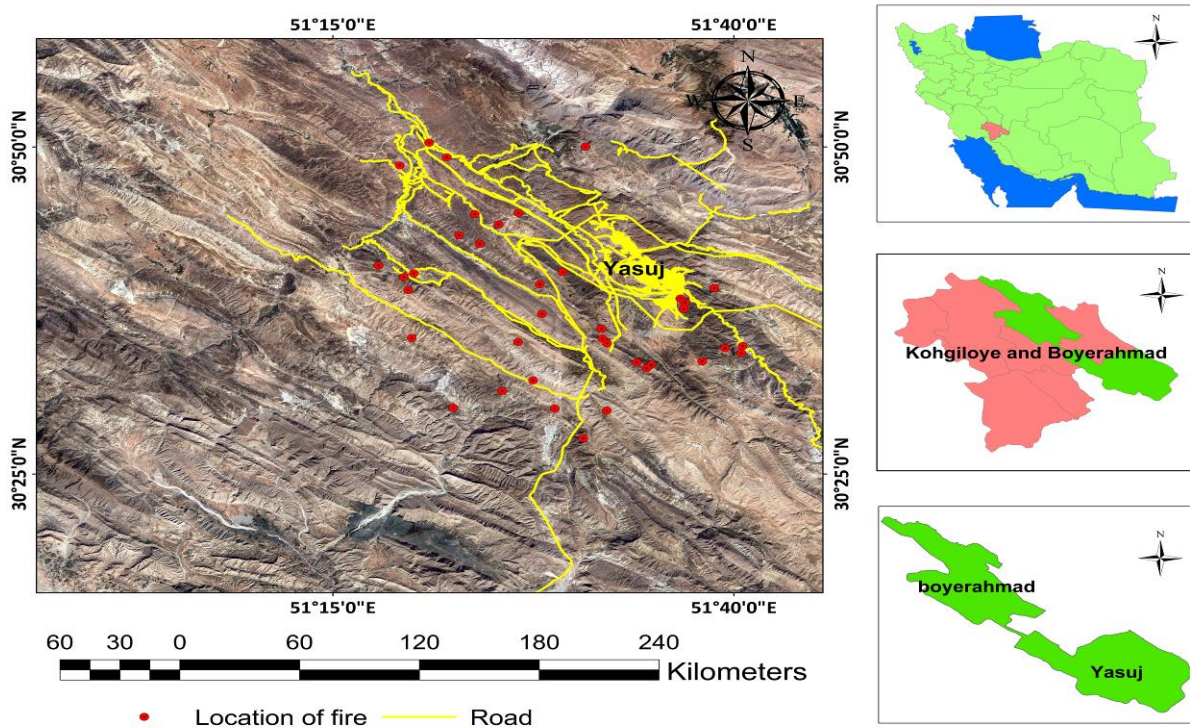 51°15'0"E 51°40'0"E
N
W E
S
30°50'0"N 30°50'0"N
Yasuj
30°25'0"N 30°25'0"N
51°15'0"E 51°40'0"E
60 30 0 60 120 180 240
Kilometers
Location of fire Road
N
N
Kohgiloye and Boyerahmad
N
boyerahmad
Yasuj